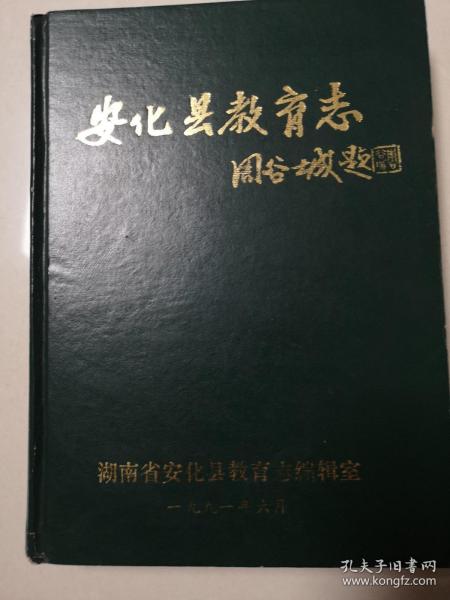 安化县教育志
周谷城题
湖南省安化县教育志编辑室
一九九一年六月
孔夫子旧书网
www.kongfz.com